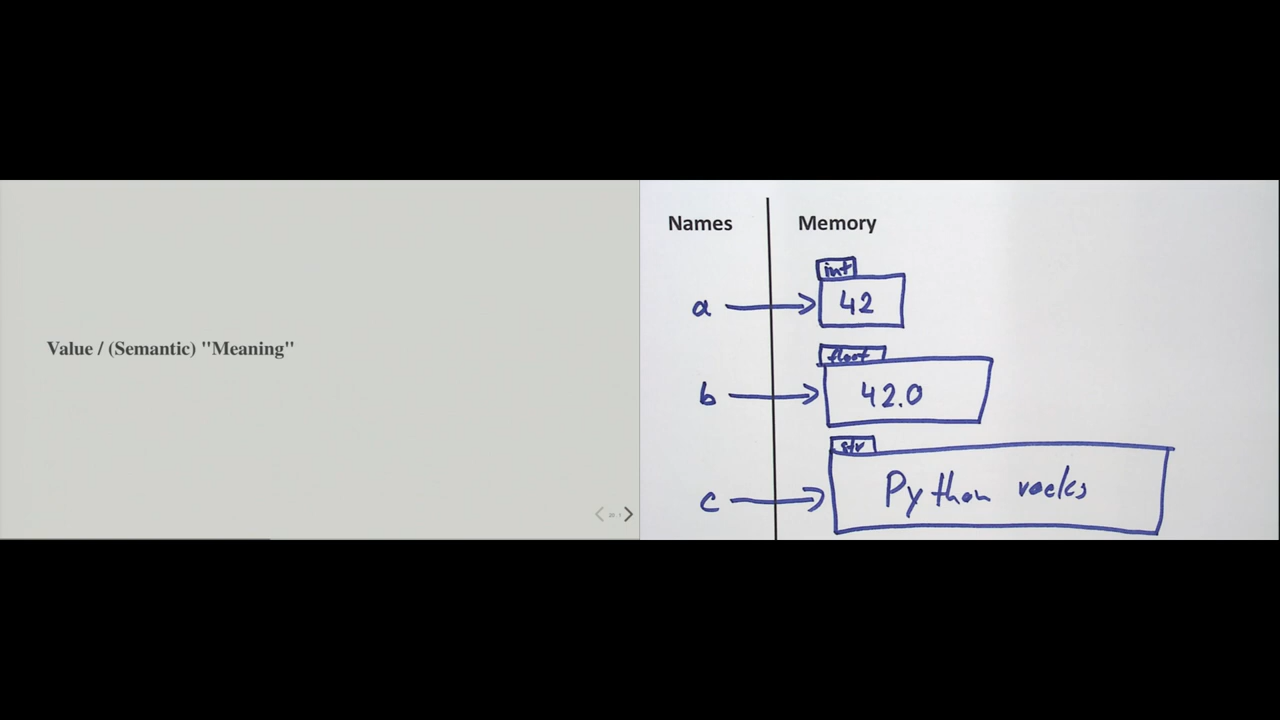 Value / (Semantic) "Meaning"
Names Memory
int
a 42
float
b 42.0
str
c Python rocks